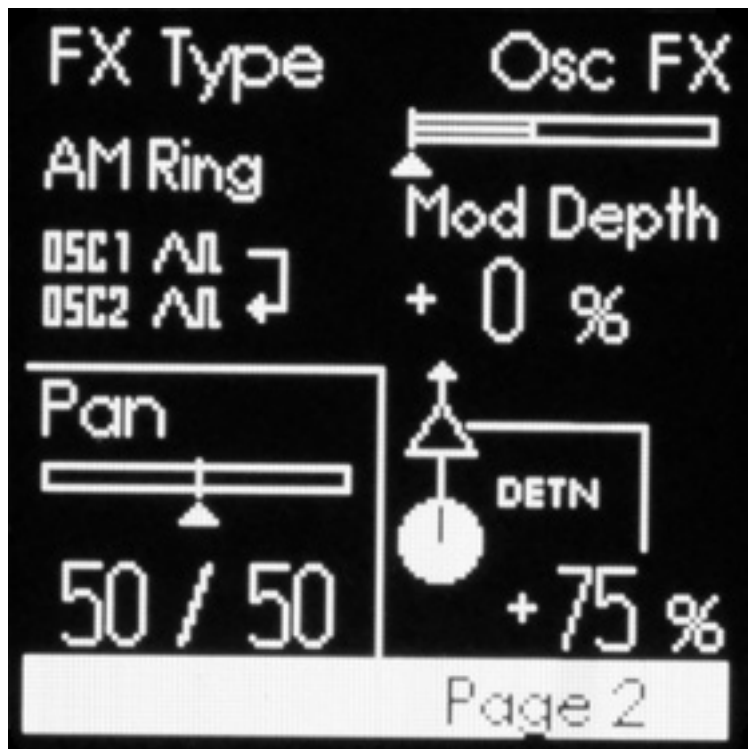 FX Type
Osc FX
AM Ring
OSC1
OSC2
Mod Depth
+ 0 %
Pan
50 / 50
DETN
+75 %
Page 2